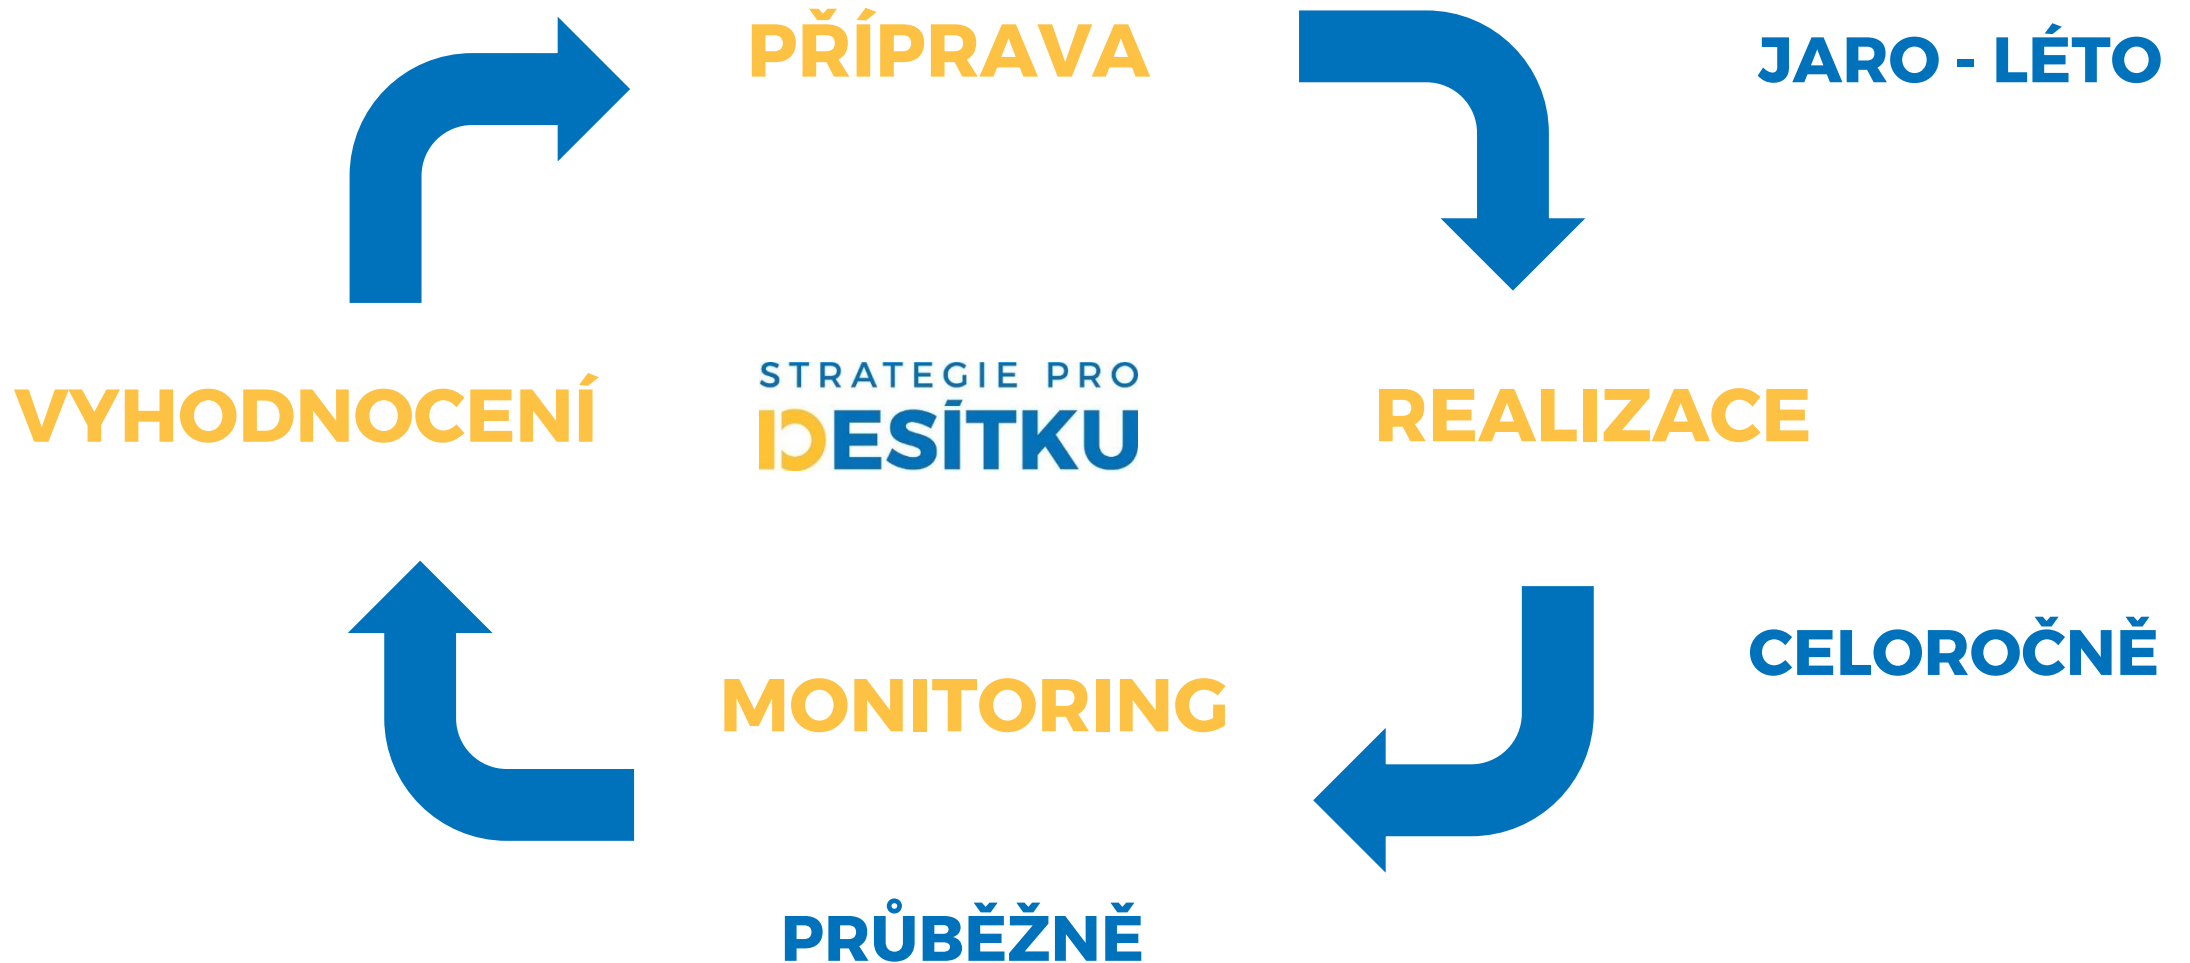 PŘÍPRAVA
JARO - LÉTO
VYHODNOCENÍ
STRATEGIE PRO
DESÍTKU
REALIZACE
CELOROČNĚ
MONITORING
PRŮBĚŽNĚ